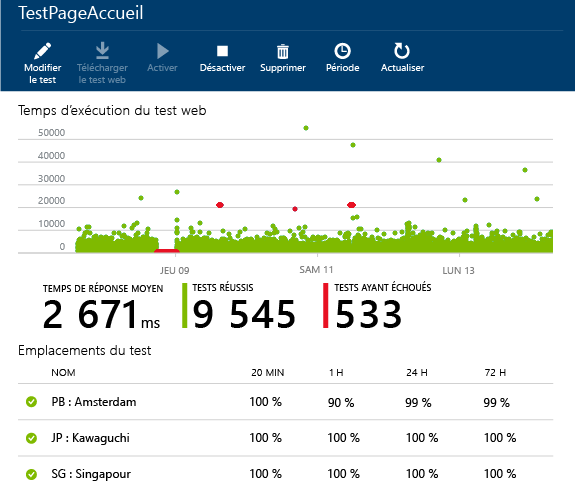 TestPageAccueil
Modifier le test
Télécharger le test web
Activer
Désactiver
Supprimer
Période
Actualiser
Temps d'exécution du test web
50000
40000
30000
20000
10000
0
JEU 09 SAM 11 LUN 13
TEMPS DE RÉPONSE MOYEN TESTS RÉUSSIS TESTS AYANT ÉCHOUÉS
2 671 ms 9 545 533
Emplacements du test
NOM 20 MIN 1 H 24 H 72 H
PB : Amsterdam 100 % 90 % 99 % 99 %
JP : Kawaguchi 100 % 100 % 100 % 100 %
SG : Singapour 100 % 100 % 100 % 100 %